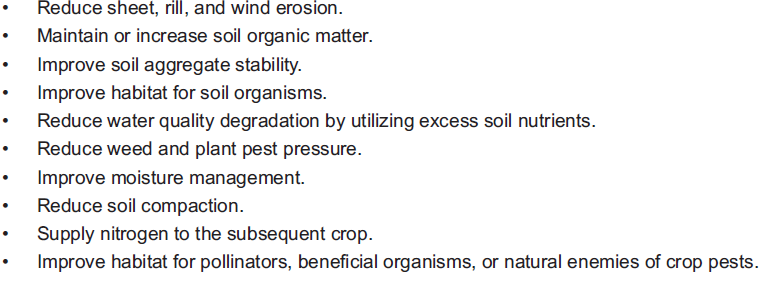 • Reduce sheet, rill, and wind erosion.
• Maintain or increase soil organic matter.
• Improve soil aggregate stability.
• Improve habitat for soil organisms.
• Reduce water quality degradation by utilizing excess soil nutrients.
• Reduce weed and plant pest pressure.
• Improve moisture management.
• Reduce soil compaction.
• Supply nitrogen to the subsequent crop.
• Improve habitat for pollinators, beneficial organisms, or natural enemies of crop pests.